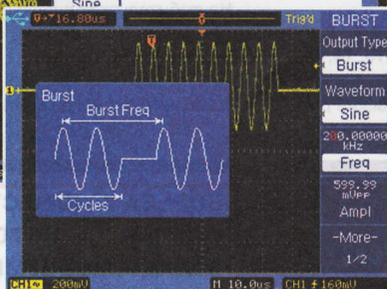 Sine
16.80us
Trig'd
BURST
Output Type
Burst
Waveform
Sine
200.00000
kHz
Freq
599.99
mVpp
Ampl
-More-
1/2
T
1
Burst
Burst Freq
Cycles
CH1 200mV
M 10.0us
CH1 160mV